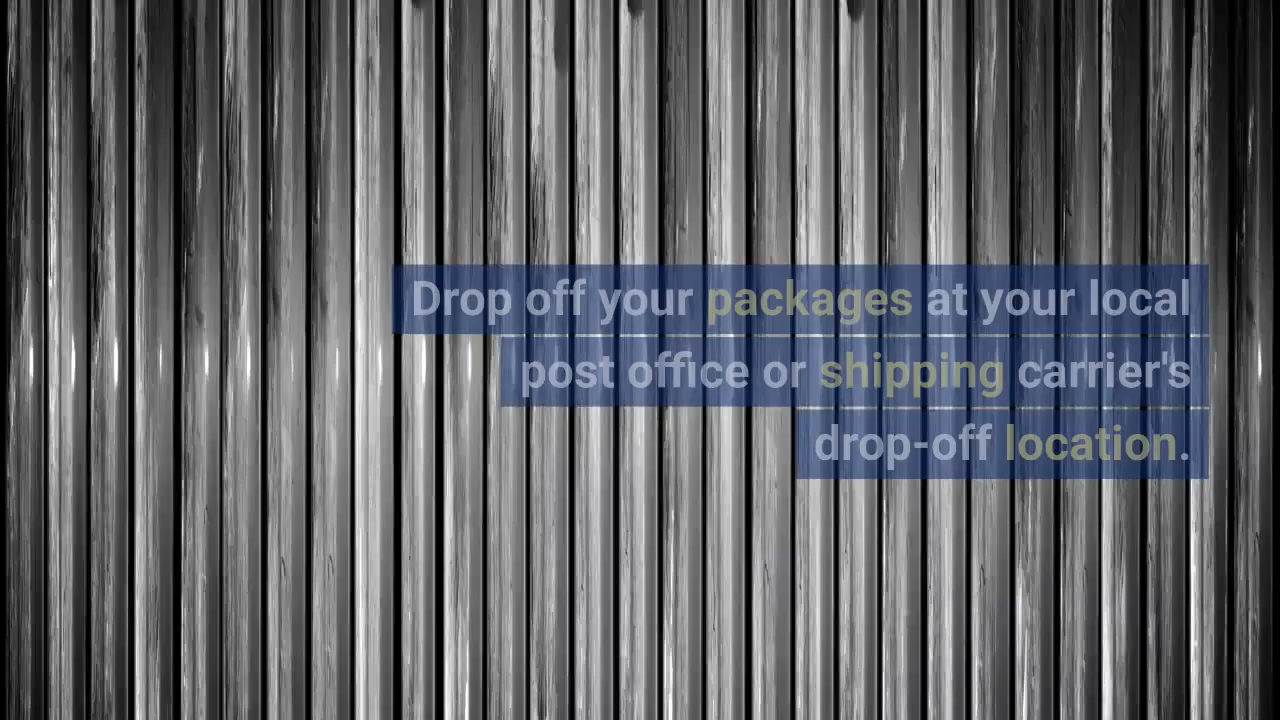 Drop off your packages at your local
post office or shipping carrier's
drop-off location.